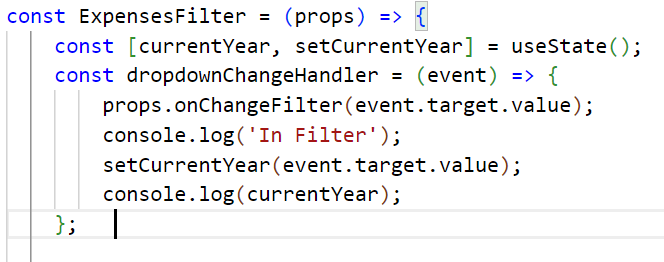 const ExpensesFilter = (props) => {
    const [currentYear, setCurrentYear] = useState();
    const dropdownChangeHandler = (event) => {
        props.onChangeFilter(event.target.value);
        console.log('In Filter');
        setCurrentYear(event.target.value);
        console.log(currentYear);
    };